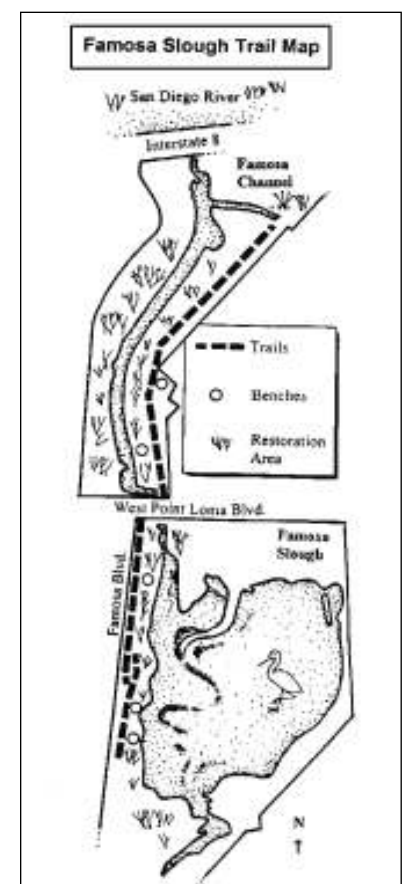 Famosa Slough Trail Map
San Diego River
Interstate 8
Famosa
Channel
Trails
Benches
Restoration
Area
West Point Loma Blvd.
Famosa
Slough
Famosa Blvd.
N